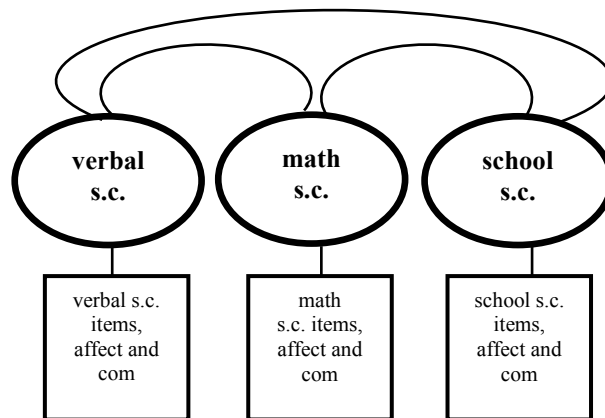 verbal
s.c.
math
s.c.
school
s.c.
verbal s.c.
items,
affect and
com
math
s.c. items,
affect and
com
school s.c.
items,
affect and
com